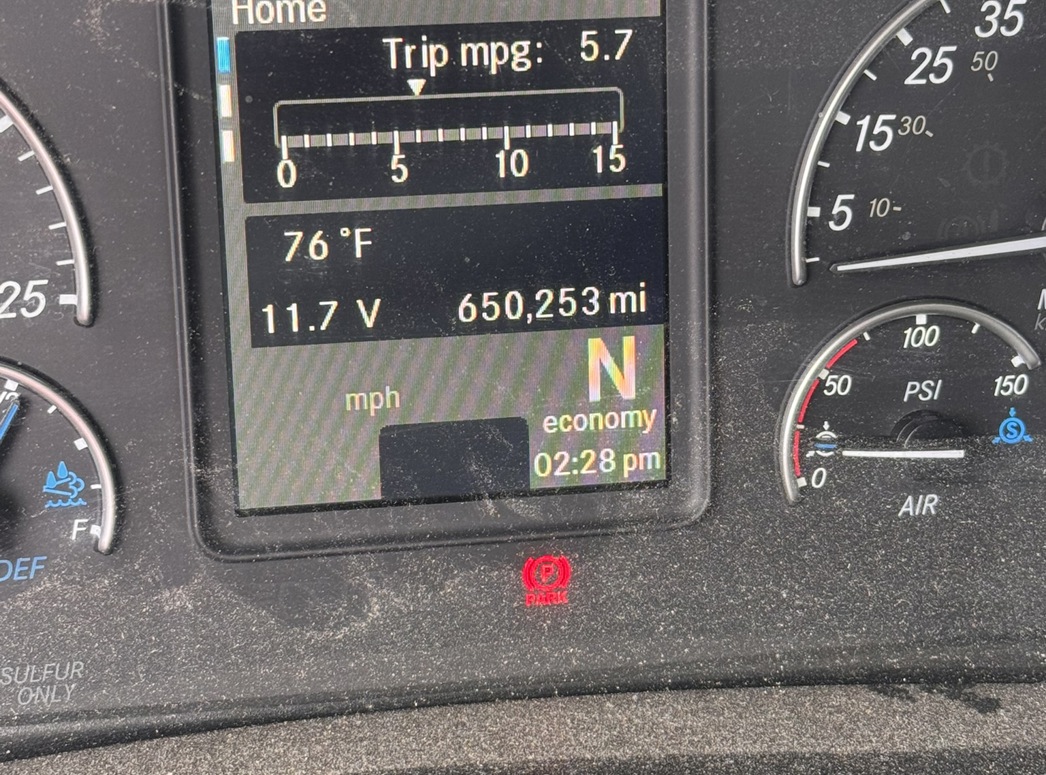 Home
Trip mpg: 5.7
0 5 10 15
76 °F
11.7 V 650,253 mi
N
mph
economy
02:28 pm
25
F
DEF
SULFUR
ONLY
P
PARK
35
25 50
15 30
5 10
50 100 150
PSI
S
0
AIR